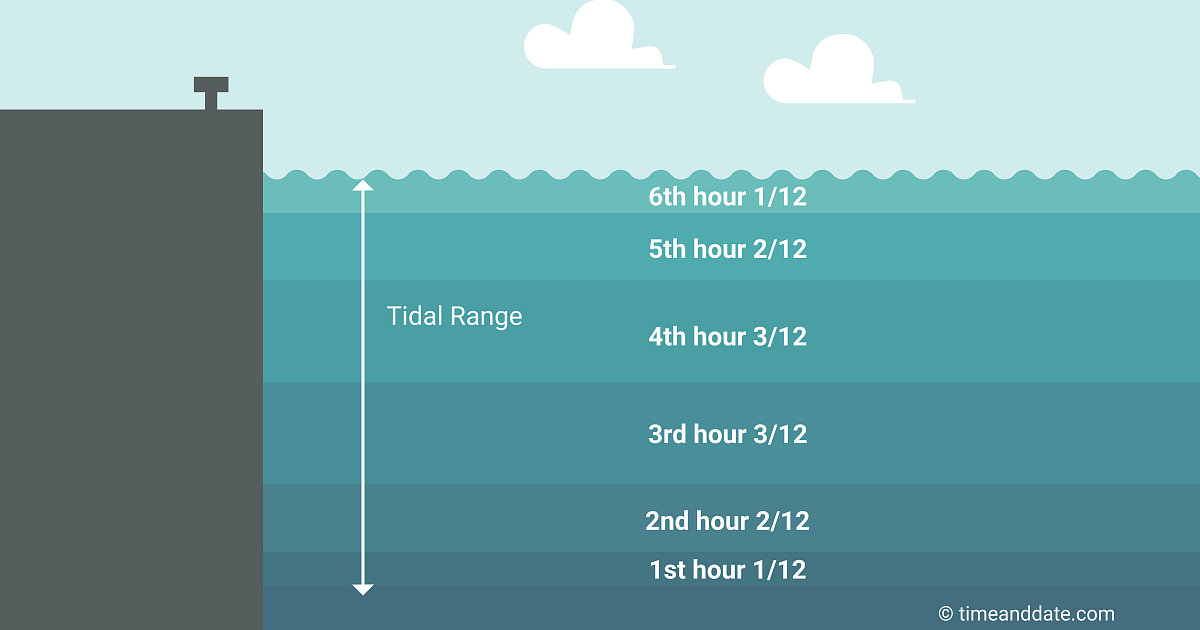 6th hour 1/12
5th hour 2/12
Tidal Range
4th hour 3/12
3rd hour 3/12
2nd hour 2/12
1st hour 1/12
© timeanddate.com